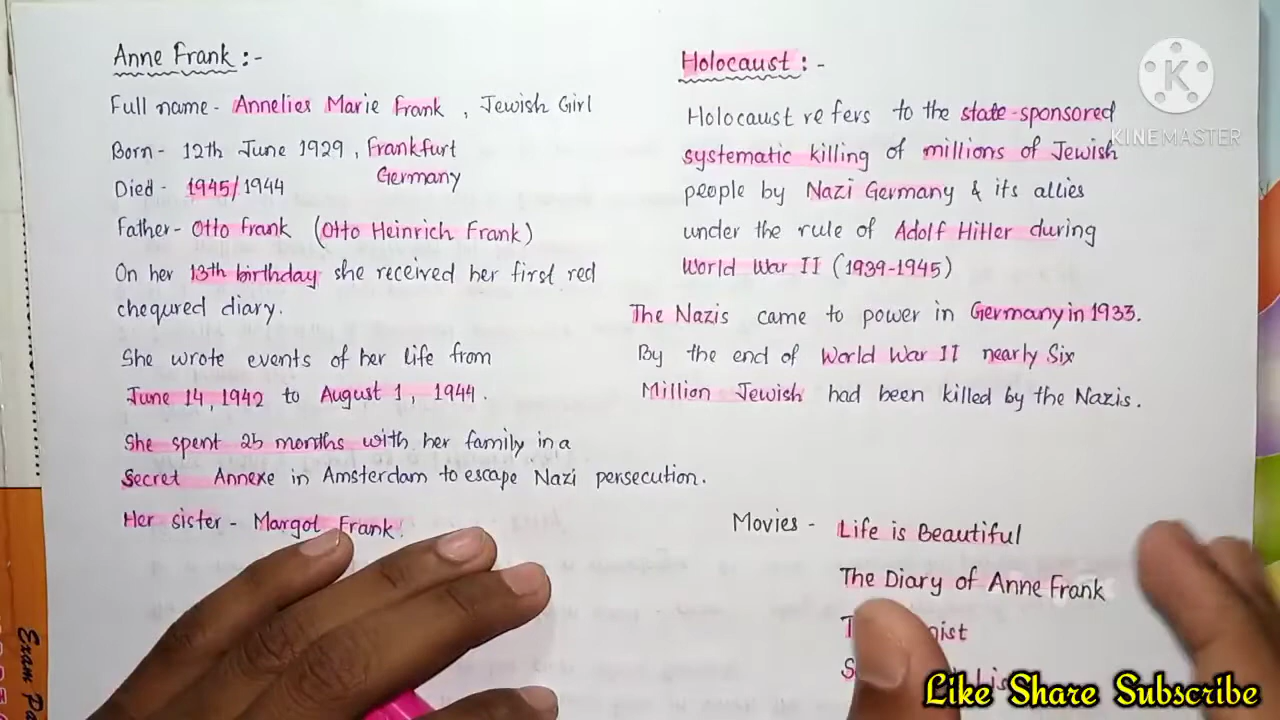 Anne Frank :-
Full name - Annelies Marie Frank , Jewish Girl
Born - 12th June 1929 , Frankfurt
Germany
Died - 1945/1944
Father - Otto Frank (Otto Heinrich Frank)
On her 13th birthday she received her first red
chequred diary.
She wrote events of her life from
June 14, 1942 to August 1, 1944.
She spent 25 months with her family in a
Secret Annexe in Amsterdam to escape Nazi persecution.
Her sister - Margot Frank.
Holocaust : -
Holocaust refers to the state-sponsored
systematic killing of millions of Jewish
people by Nazi Germany & its allies
under the rule of Adolf Hitler during
World War II (1939-1945)
The Nazis came to power in Germany in 1933.
By the end of World War II nearly Six
Million Jewish had been killed by the Nazis.
Movies - Life is Beautiful
The Diary of Anne Frank
K
KINEMASTER
Exam
Like Share Subscribe